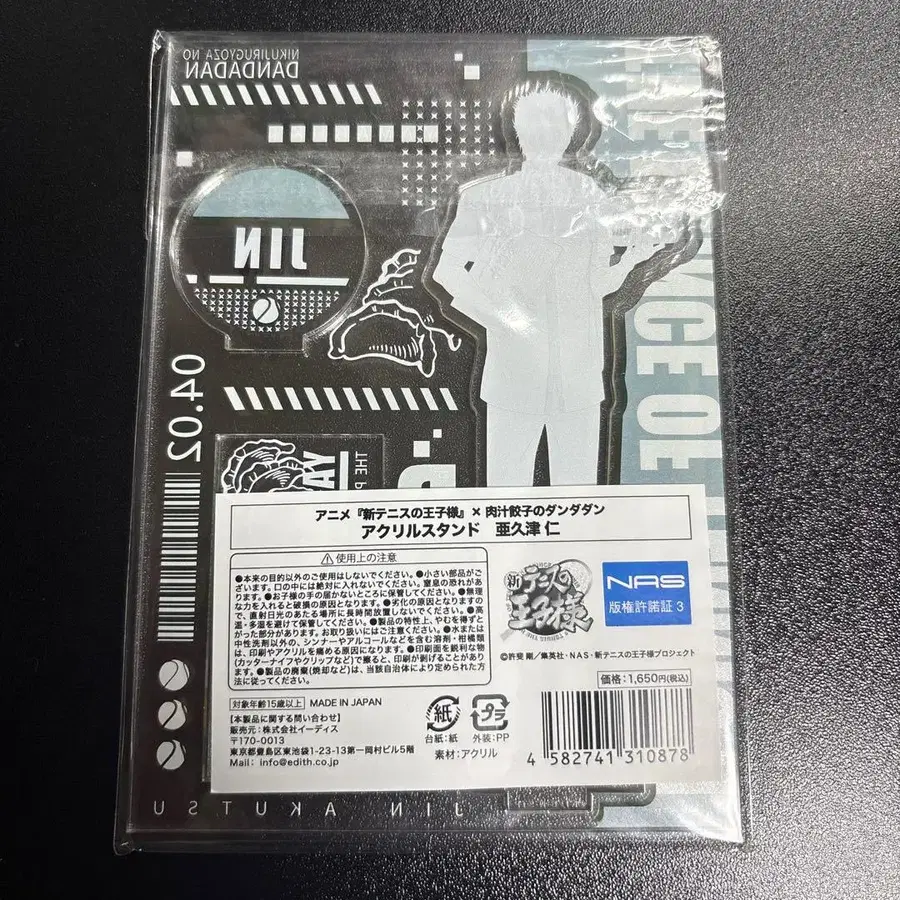 NIKUJIRUGYOZA NO
DANDADAN
JIN
04.02
アニメ『新テニスの王子様』× 肉汁餃子のダンダダン
アクリルスタンド 亜久津 仁
⚠使用上の注意
●本来の目的以外のご使用はしないでください。●小さい部品がご
ざいます。口の中には絶対に入れないでください。窒息の恐れがあり
ます。●お子様の手の届かないところに保管してください。●無理
な力を入れると破損の原因となります。●劣化の原因となりますの
で、直射日光のあたる場所に長時間放置しないでください。●高
温・多湿を避けて保管してください。●製品の特性上、やむを得ずと
がった部分があります。お取り扱いにはご注意ください。●水または
中性洗剤以外の、シンナーやアルコールなどを含む溶剤・柑橘類
は、印刷やアクリルを痛める原因になります。●印刷面を鋭利な物
(カッターナイフやクリップなど)で擦ると、印刷が剥げることがありま
す。●製品の廃棄(焼却など)は、当該自治体により定められた方
法に従ってください。
対象年齢15歳以上 MADE IN JAPAN
【本製品に関する問い合わせ】
販売元：株式会社イーディス
〒170-0013
東京都豊島区東池袋1-23-13第一岡村ビル5階
Mail： info@edith.co.jp
紙
台紙：紙
プラ
外装：PP
素材：アクリル
新テニスの王子様
NAS
版権許諾証 3
©許斐 剛／集英社・NAS・新テニスの王子様プロジェクト
価格：1,650円(税込)
4 582741 310878
JIN AKUTSU